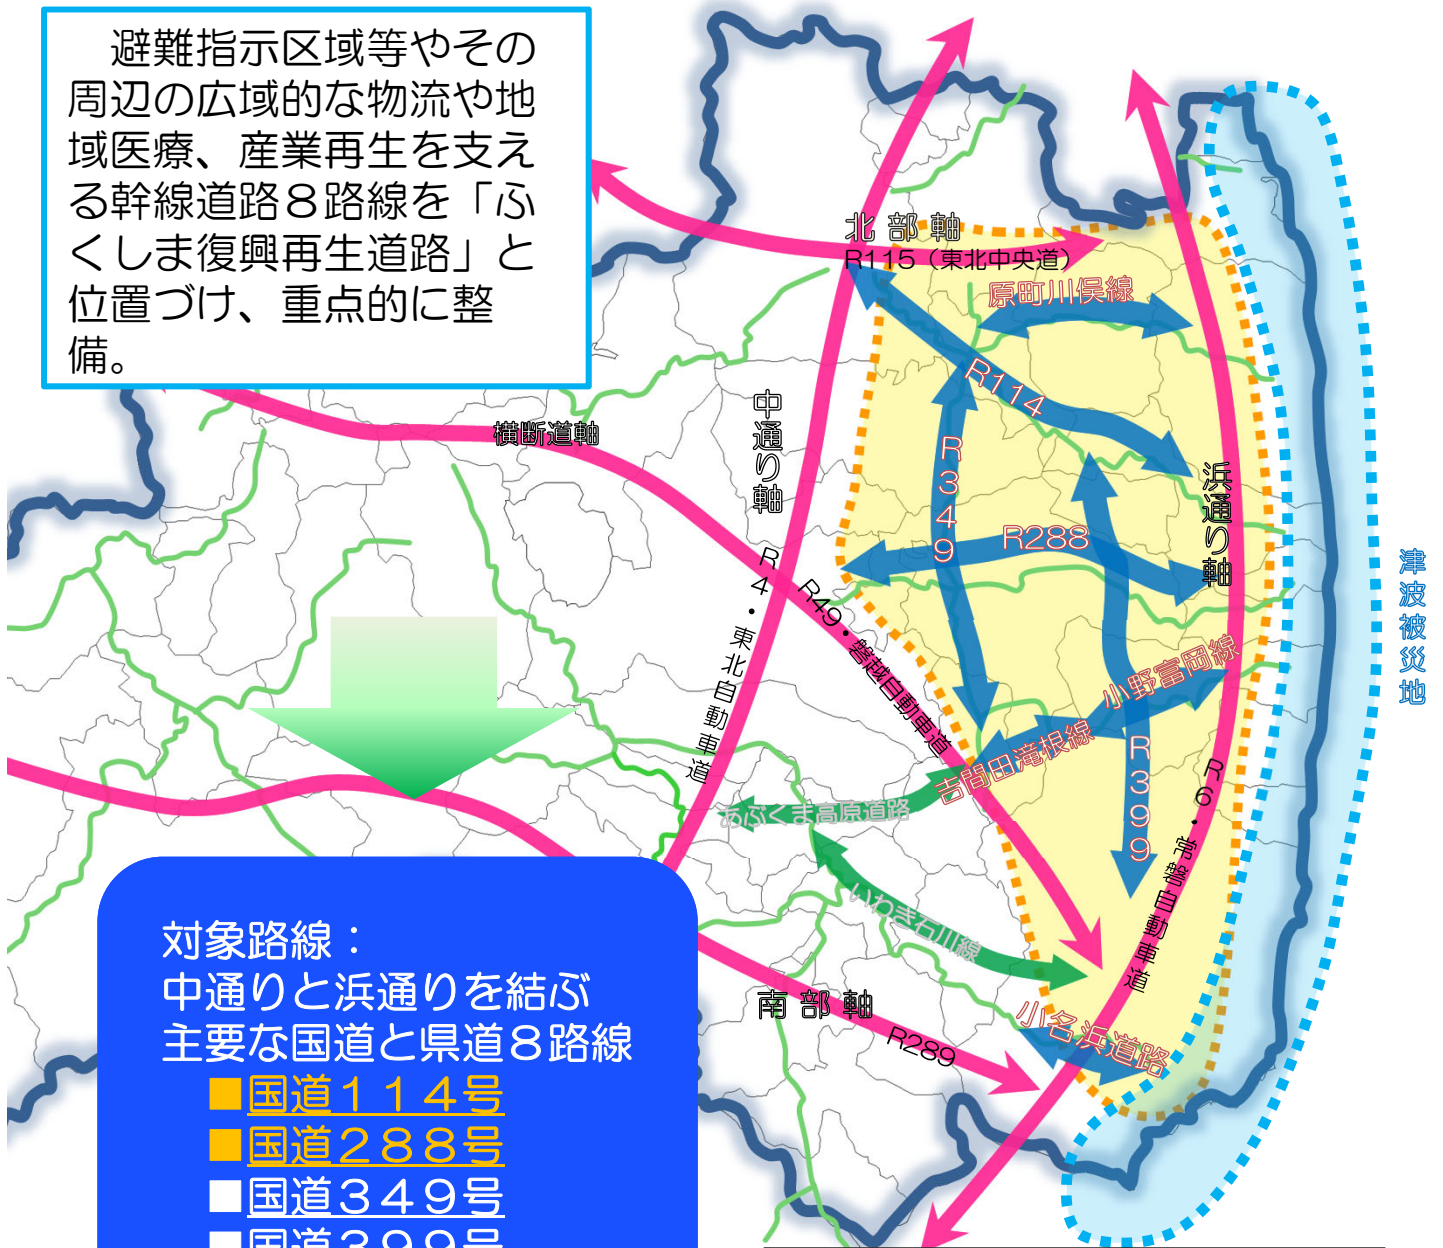 避難指示区域等やその
周辺の広域的な物流や地
域医療、産業再生を支え
る幹線道路８路線を「ふ
くしま復興再生道路」と
位置づけ、重点的に整
備。
北部軸
R115（東北中央道）
原町川俣線
R114
横断道軸
中通り軸
R349
浜通り軸
R288
津波被災地
R4・東北自動車道
R49・磐越自動車道
小野富岡線
吉間田滝根線
R399
R6・常磐自動車道
あぶくま高原道路
いわき石川線
南部軸
R289
小名浜道路
対象路線：
中通りと浜通りを結ぶ
主要な国道と県道８路線
■国道１１４号
■国道２８８号
■国道３４９号
■国道３９９号